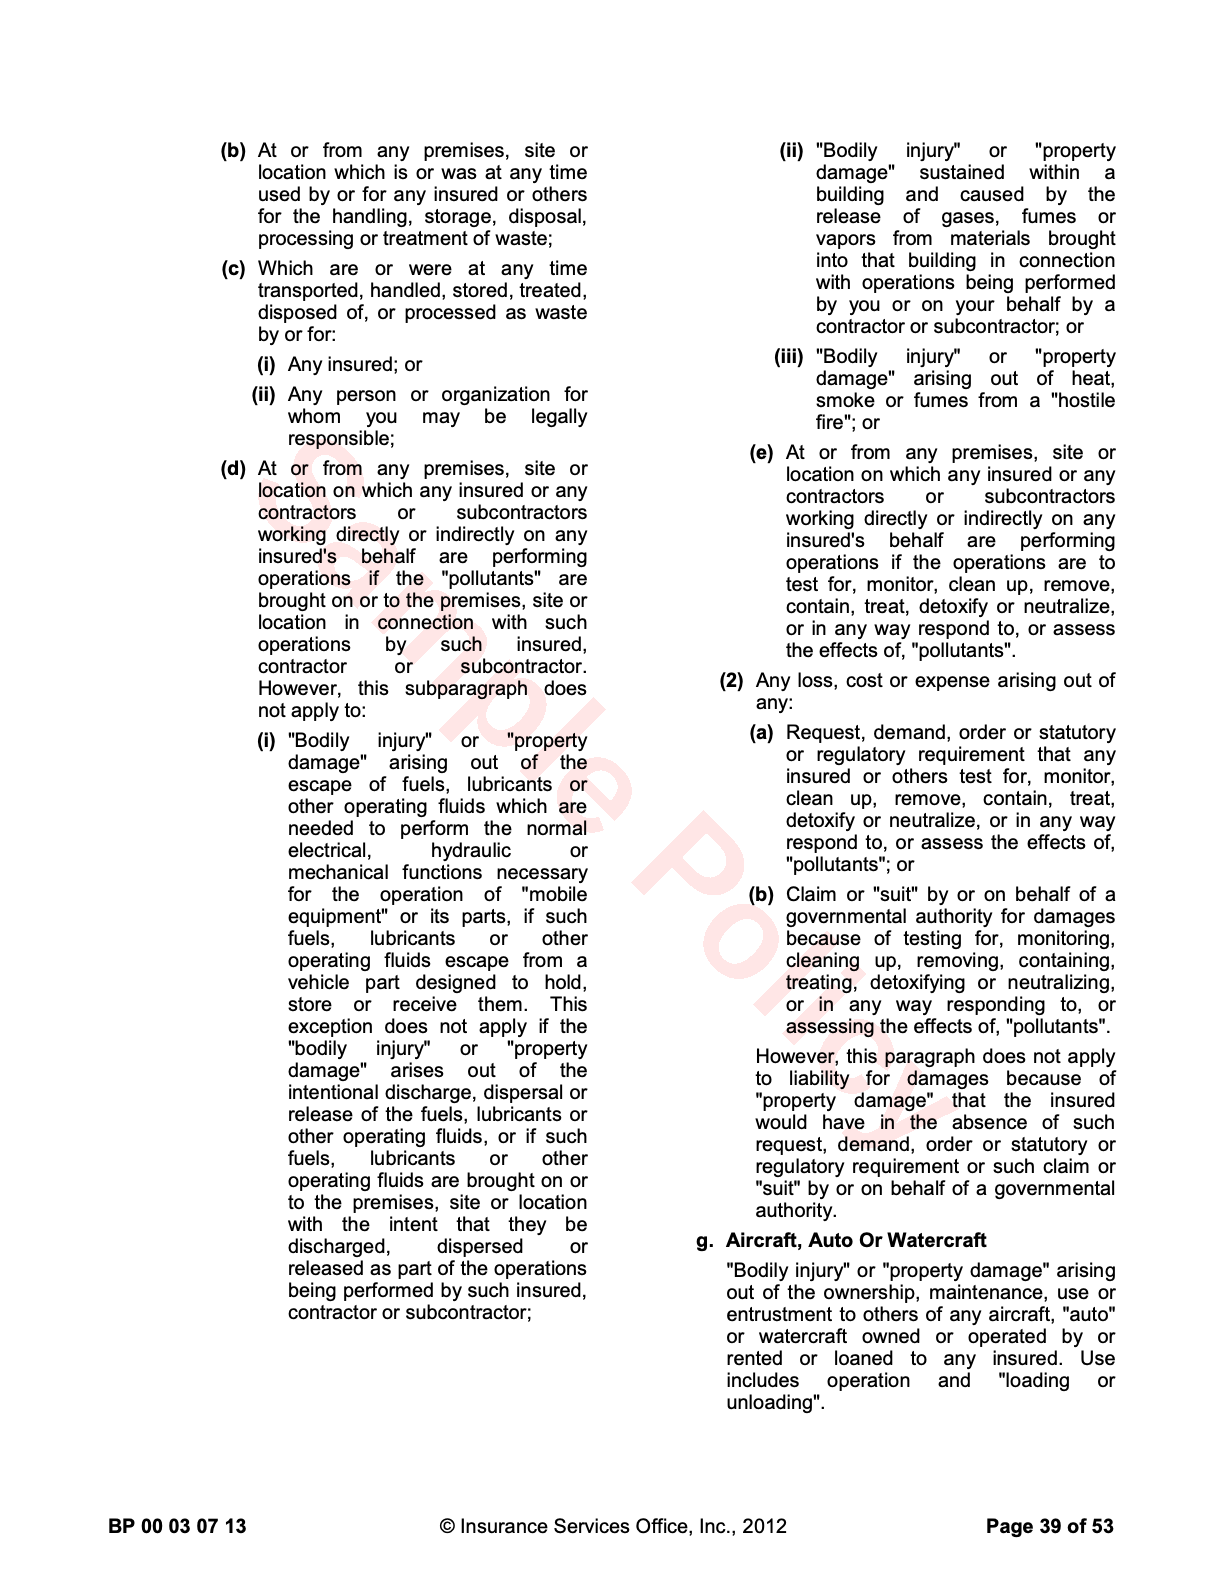 (b) At or from any premises, site or
location which is or was at any time
used by or for any insured or others
for the handling, storage, disposal,
processing or treatment of waste;
(c) Which are or were at any time
transported, handled, stored, treated,
disposed of, or processed as waste
by or for:
(i) Any insured; or
(ii) Any person or organization for
whom you may be legally
responsible;
(d) At or from any premises, site or
location on which any insured or any
contractors or subcontractors
working directly or indirectly on any
insured's behalf are performing
operations if the "pollutants" are
brought on or to the premises, site or
location in connection with such
operations by such insured,
contractor or subcontractor.
However, this subparagraph does
not apply to:
(i) "Bodily injury" or "property
damage" arising out of the
escape of fuels, lubricants or
other operating fluids which are
needed to perform the normal
electrical, hydraulic or
mechanical functions necessary
for the operation of "mobile
equipment" or its parts, if such
fuels, lubricants or other
operating fluids escape from a
vehicle part designed to hold,
store or receive them. This
exception does not apply if the
"bodily injury" or "property
damage" arises out of the
intentional discharge, dispersal or
release of the fuels, lubricants or
other operating fluids, or if such
fuels, lubricants or other
operating fluids are brought on or
to the premises, site or location
with the intent that they be
discharged, dispersed or
released as part of the operations
being performed by such insured,
contractor or subcontractor;
(ii) "Bodily injury" or "property
damage" sustained within a
building and caused by the
release of gases, fumes or
vapors from materials brought
into that building in connection
with operations being performed
by you or on your behalf by a
contractor or subcontractor; or
(iii) "Bodily injury" or "property
damage" arising out of heat,
smoke or fumes from a "hostile
fire"; or
(e) At or from any premises, site or
location on which any insured or any
contractors or subcontractors
working directly or indirectly on any
insured's behalf are performing
operations if the operations are to
test for, monitor, clean up, remove,
contain, treat, detoxify or neutralize,
or in any way respond to, or assess
the effects of, "pollutants".
(2) Any loss, cost or expense arising out of
any:
(a) Request, demand, order or statutory
or regulatory requirement that any
insured or others test for, monitor,
clean up, remove, contain, treat,
detoxify or neutralize, or in any way
respond to, or assess the effects of,
"pollutants"; or
(b) Claim or "suit" by or on behalf of a
governmental authority for damages
because of testing for, monitoring,
cleaning up, removing, containing,
treating, detoxifying or neutralizing,
or in any way responding to, or
assessing the effects of, "pollutants".
However, this paragraph does not apply
to liability for damages because of
"property damage" that the insured
would have in the absence of such
request, demand, order or statutory or
regulatory requirement or such claim or
"suit" by or on behalf of a governmental
authority.
g. Aircraft, Auto Or Watercraft
"Bodily injury" or "property damage" arising
out of the ownership, maintenance, use or
entrustment to others of any aircraft, "auto"
or watercraft owned or operated by or
rented or loaned to any insured. Use
includes operation and "loading or
unloading".
Sample Policy
BP 00 03 07 13 © Insurance Services Office, Inc., 2012 Page 39 of 53